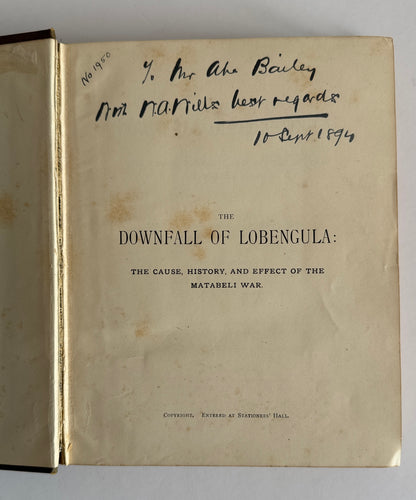 No 1950
To Mr Abe Bailey
With W.A. Wills best regards
10 Sept 1894
THE
DOWNFALL OF LOBENGULA:
THE CAUSE, HISTORY, AND EFFECT OF THE
MATABELI WAR.
COPYRIGHT, ENTERED AT STATIONERS' HALL.